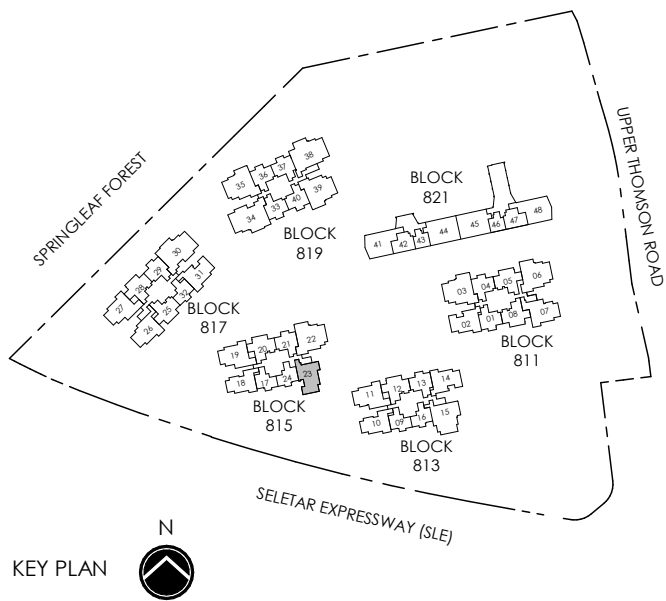 SPRINGLEAF FOREST
UPPER THOMSON ROAD
35 36 37 38
34 33 40 39
BLOCK
819
BLOCK
821
41 42 43 44 45 46 47 48
27 28 29 30
26 25 32 31
BLOCK
817
03 04 05 06
02 01 08 07
BLOCK
811
19 20 21 22
18 17 24 23
BLOCK
815
11 12 13 14
10 09 16 15
BLOCK
813
SELETAR EXPRESSWAY (SLE)
N
KEY PLAN